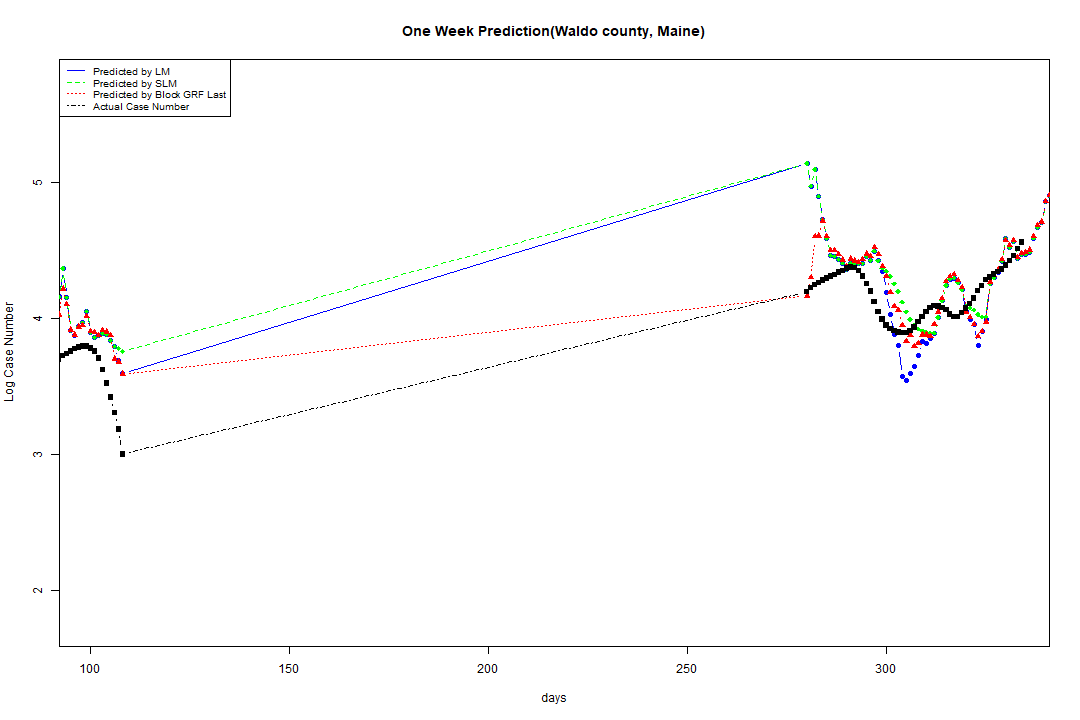 One Week Prediction(Waldo county, Maine)
Predicted by LM
Predicted by SLM
Predicted by Block GRF Last
Actual Case Number
5
4
3
2
Log Case Number
100 150 200 250 300
days